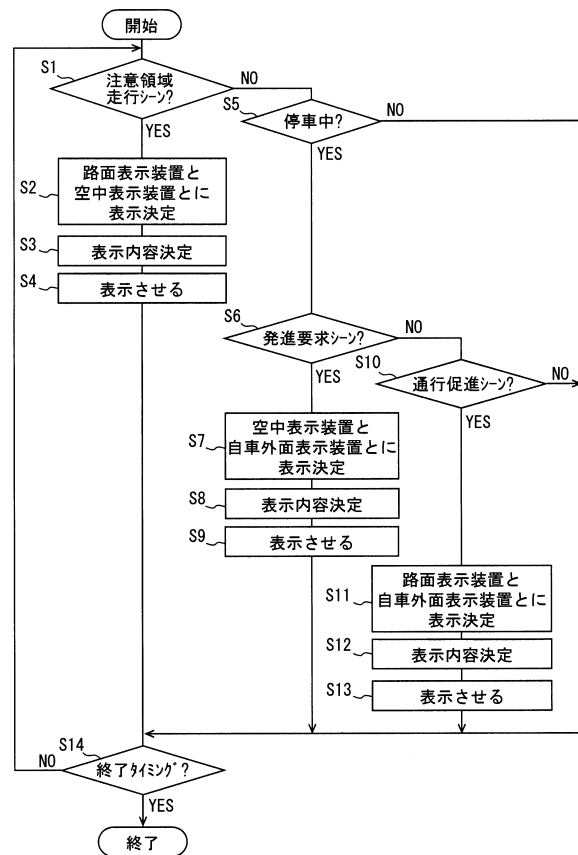 開始
S1
注意領域
走行シーン?
NO
YES
S5
停車中?
NO
YES
S2
路面表示装置と
空中表示装置とに
表示決定
S3
表示内容決定
S4
表示させる
S6
発進要求シーン?
NO
YES
S10
通行促進シーン?
NO
YES
S7
空中表示装置と
自車外面表示装置とに
表示決定
S8
表示内容決定
S9
表示させる
S11
路面表示装置と
自車外面表示装置とに
表示決定
S12
表示内容決定
S13
表示させる
S14
終了タイミング?
NO
YES
終了